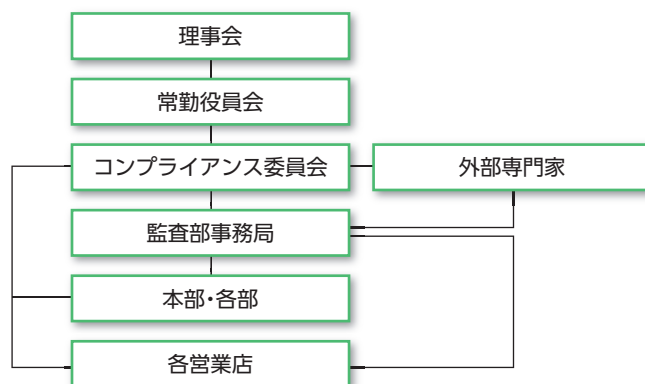 理事会
常勤役員会
コンプライアンス委員会
外部専門家
監査部事務局
本部・各部
各営業店